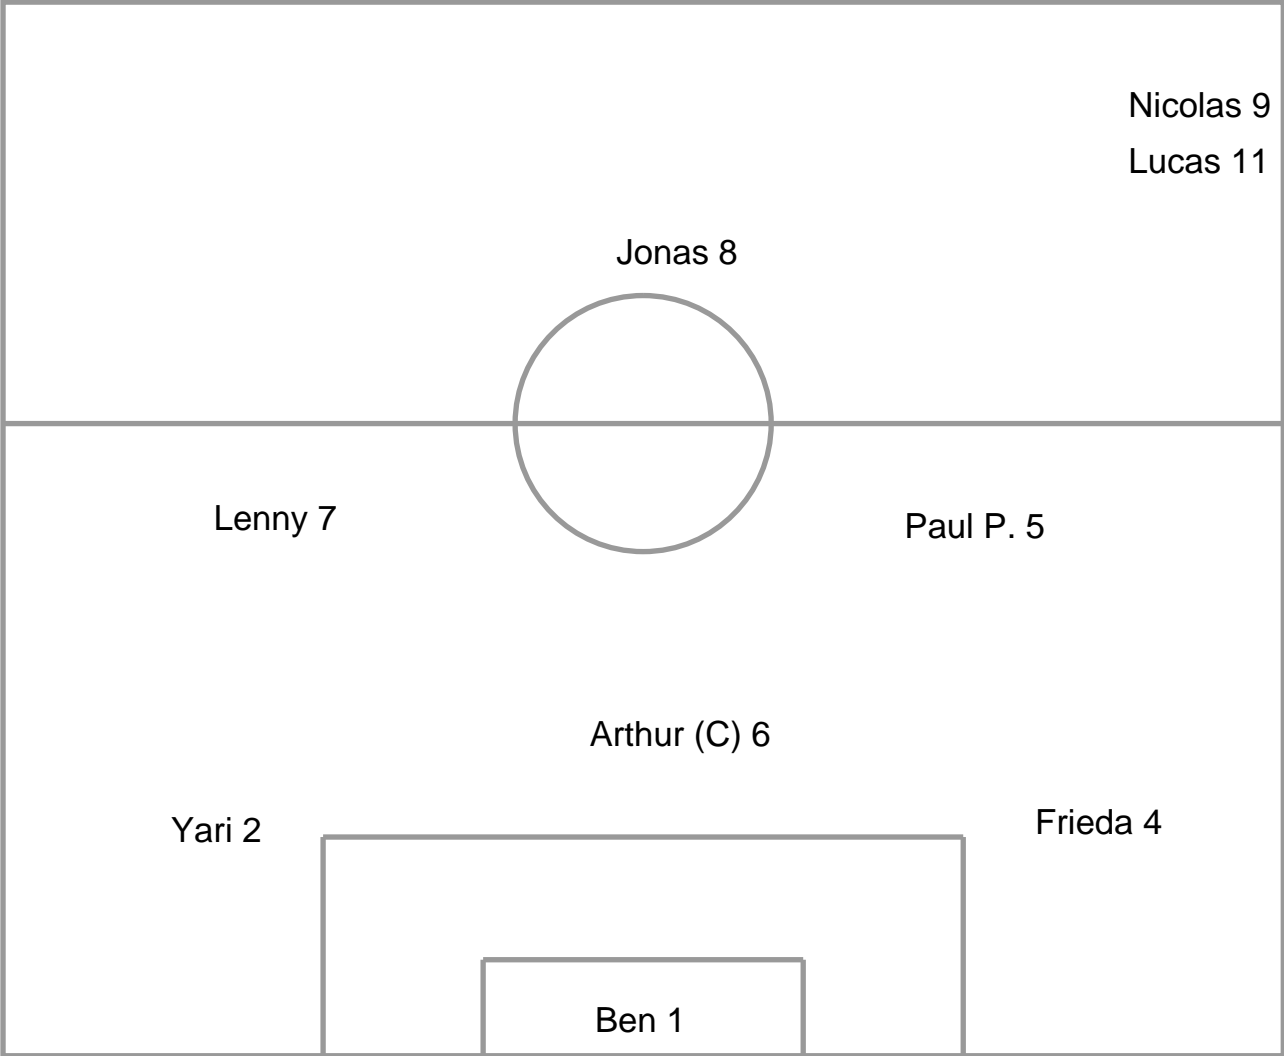 Nicolas 9
Lucas 11
Jonas 8
Lenny 7
Paul P. 5
Arthur (C) 6
Yari 2
Frieda 4
Ben 1